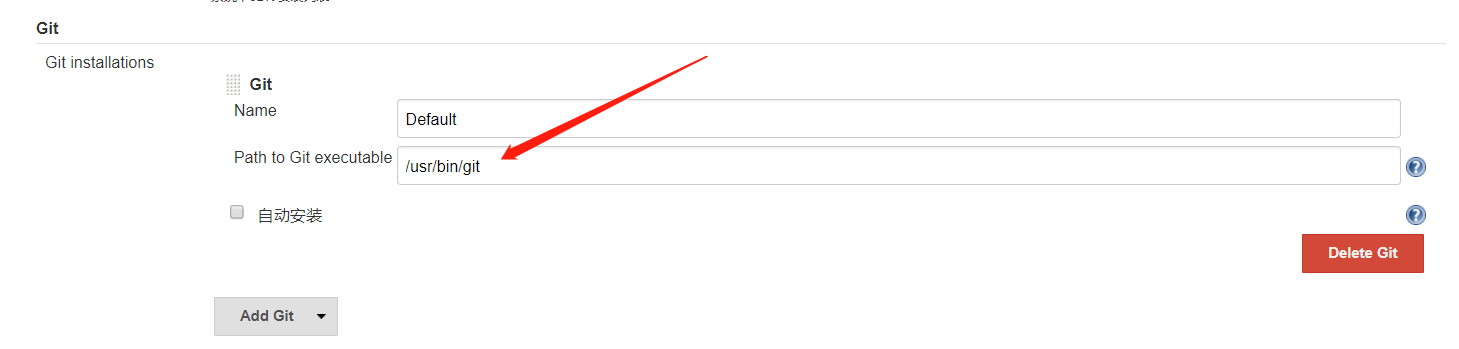 Git
Git installations
Git
Name
Default
Path to Git executable
/usr/bin/git
自动安装
Delete Git
Add Git